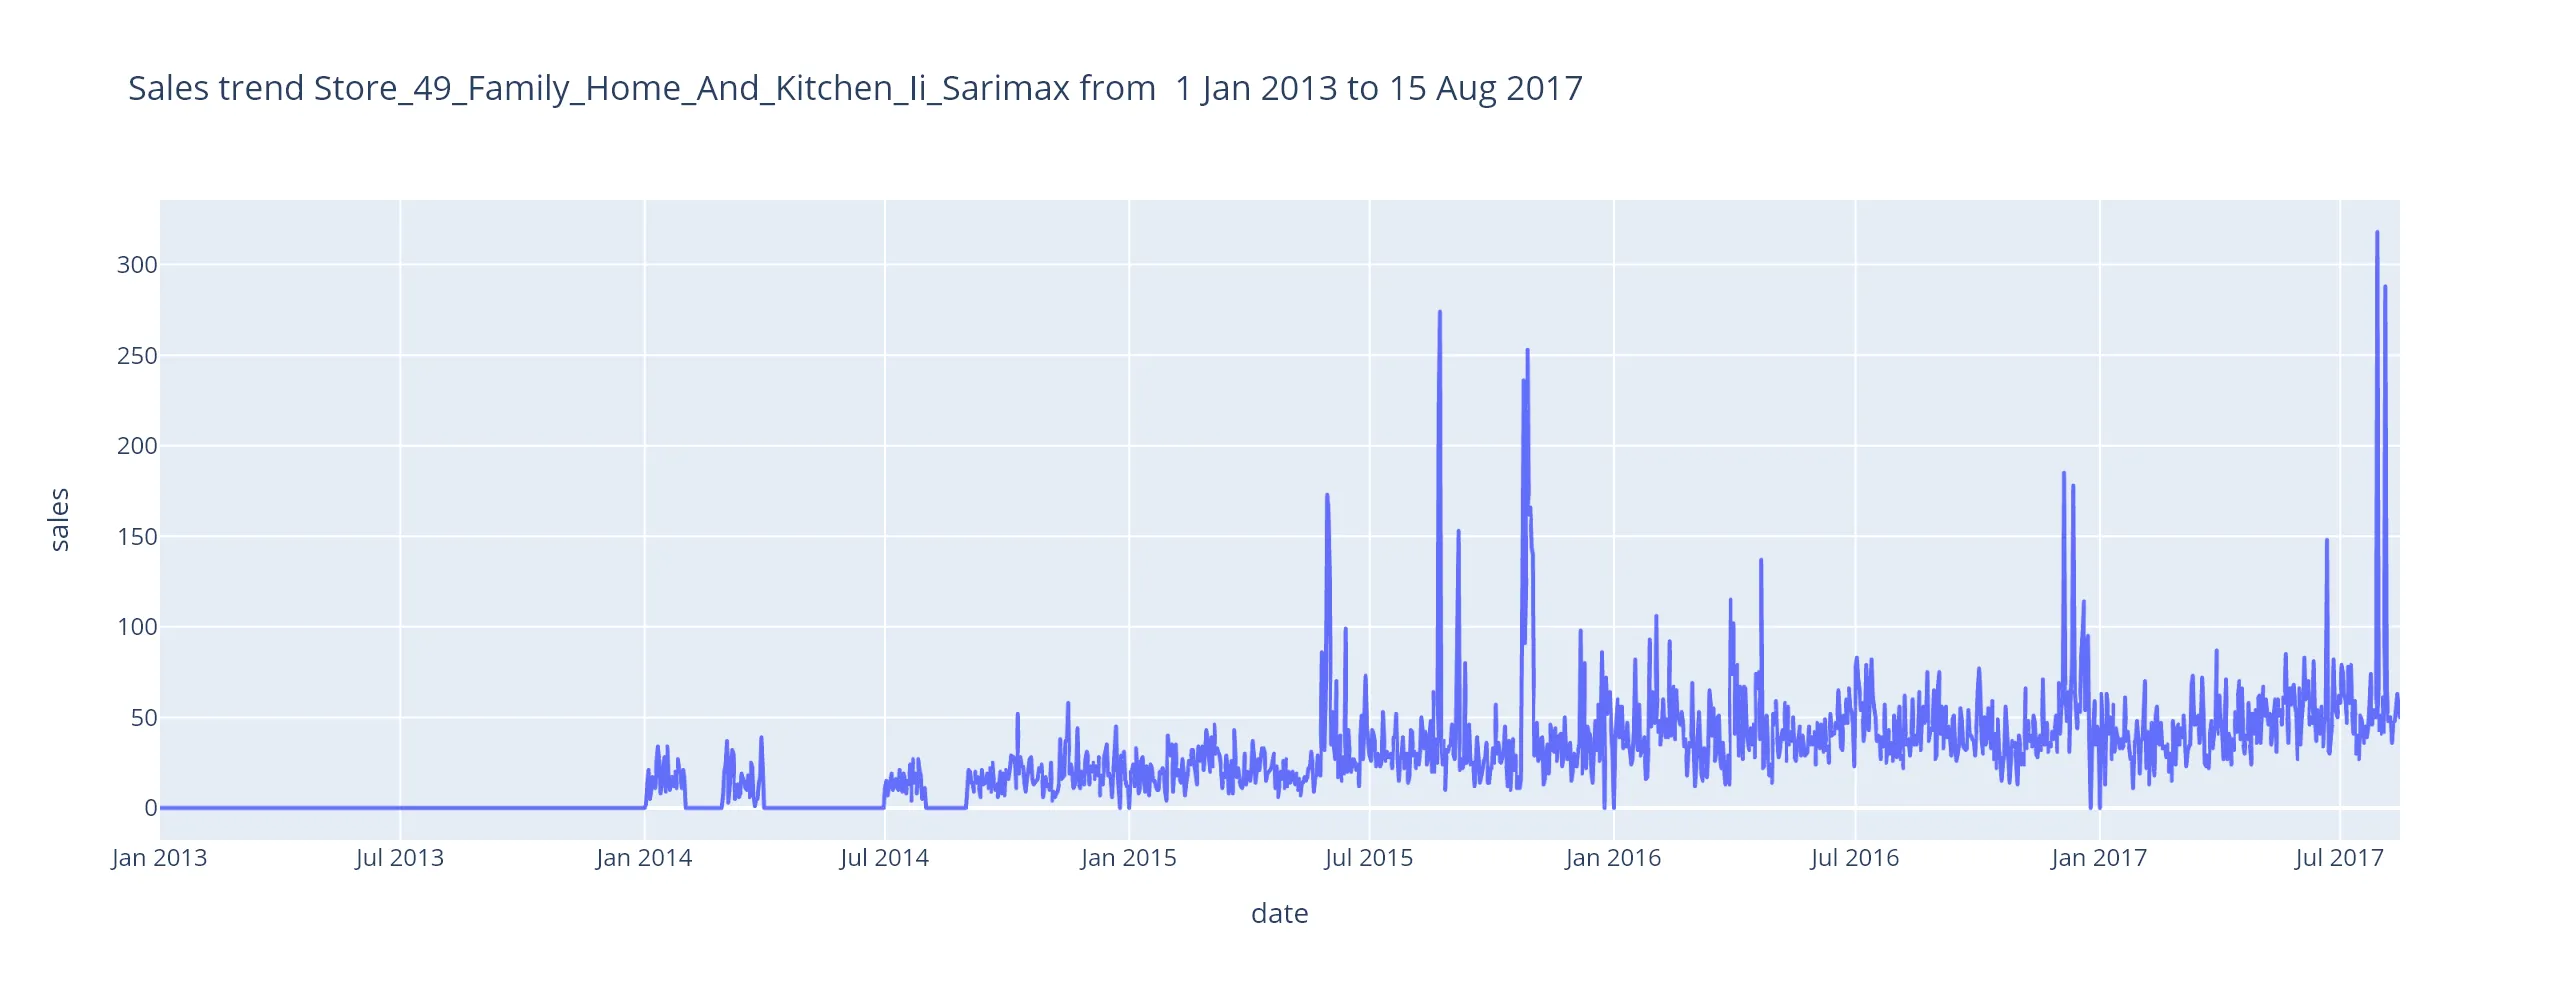 Sales trend Store_49_Family_Home_And_Kitchen_Ii_Sarimax from  1 Jan 2013 to 15 Aug 2017
300
250
200
150
100
50
0
sales
Jan 2013 Jul 2013 Jan 2014 Jul 2014 Jan 2015 Jul 2015 Jan 2016 Jul 2016 Jan 2017 Jul 2017
date